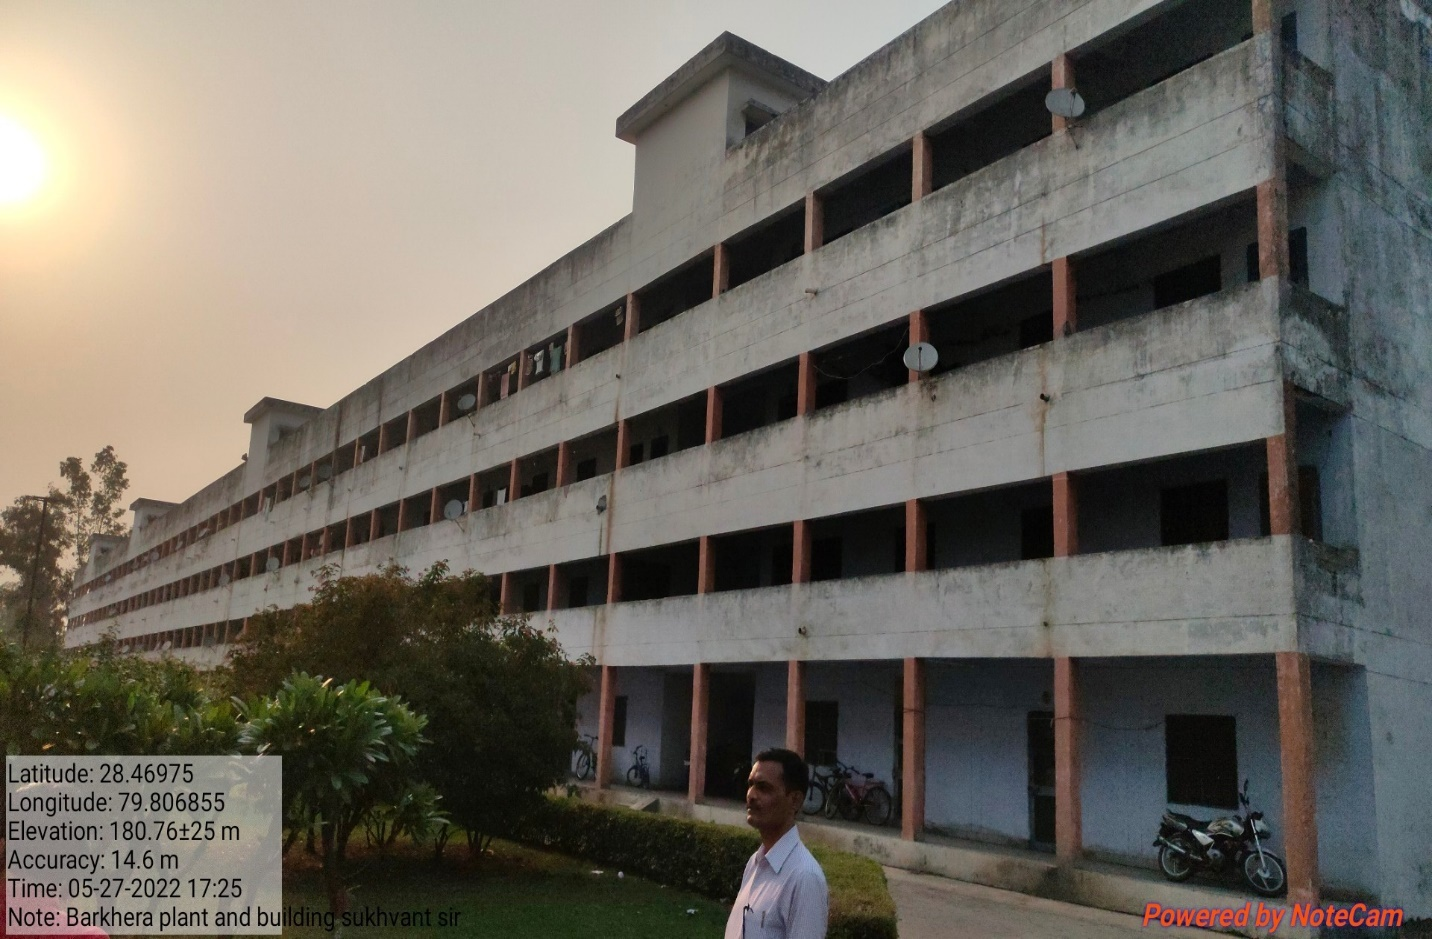 Latitude: 28.46975
Longitude: 79.806855
Elevation: 180.76±25 m
Accuracy: 14.6 m
Time: 05-27-2022 17:25
Note: Barkhera plant and building sukhvant sir
Powered by NoteCam